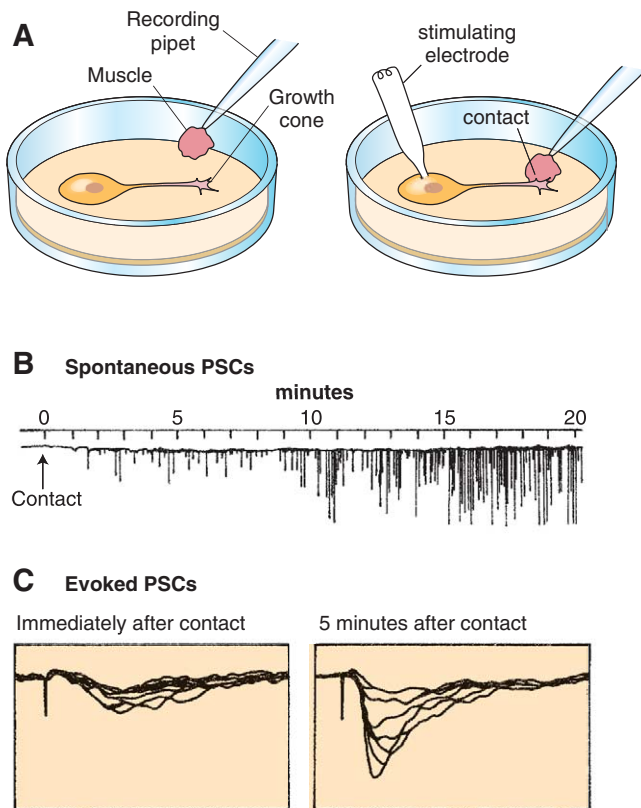 A
Recording
pipet
Muscle
Growth
cone
stimulating
electrode
contact
B Spontaneous PSCs
minutes
0 5 10 15 20
Contact
C Evoked PSCs
Immediately after contact
5 minutes after contact